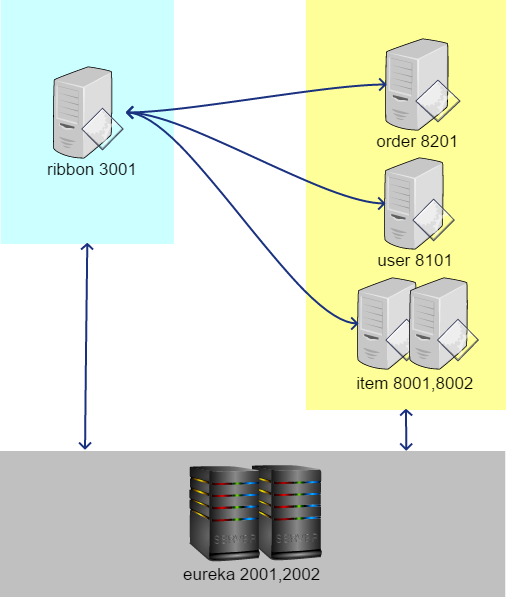 order 8201
ribbon 3001
user 8101
item 8001,8002
eureka 2001,2002